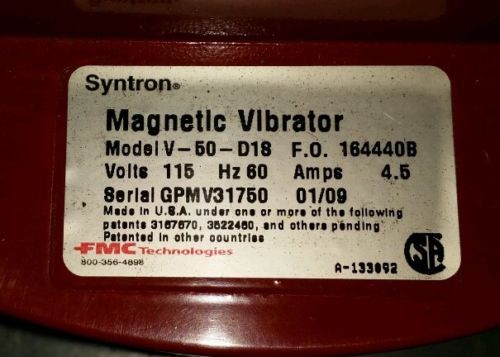 Syntron®
Magnetic Vibrator
Model V-50-D18 F.O. 164440B
Volts 115 Hz 60 Amps 4.5
Serial GPMV31750 01/09
Made in U.S.A. under one or more of the following
patents 3167670, 3522460, and others pending
Patented in other countries
FMC Technologies
800-356-4898
A-133092
SA